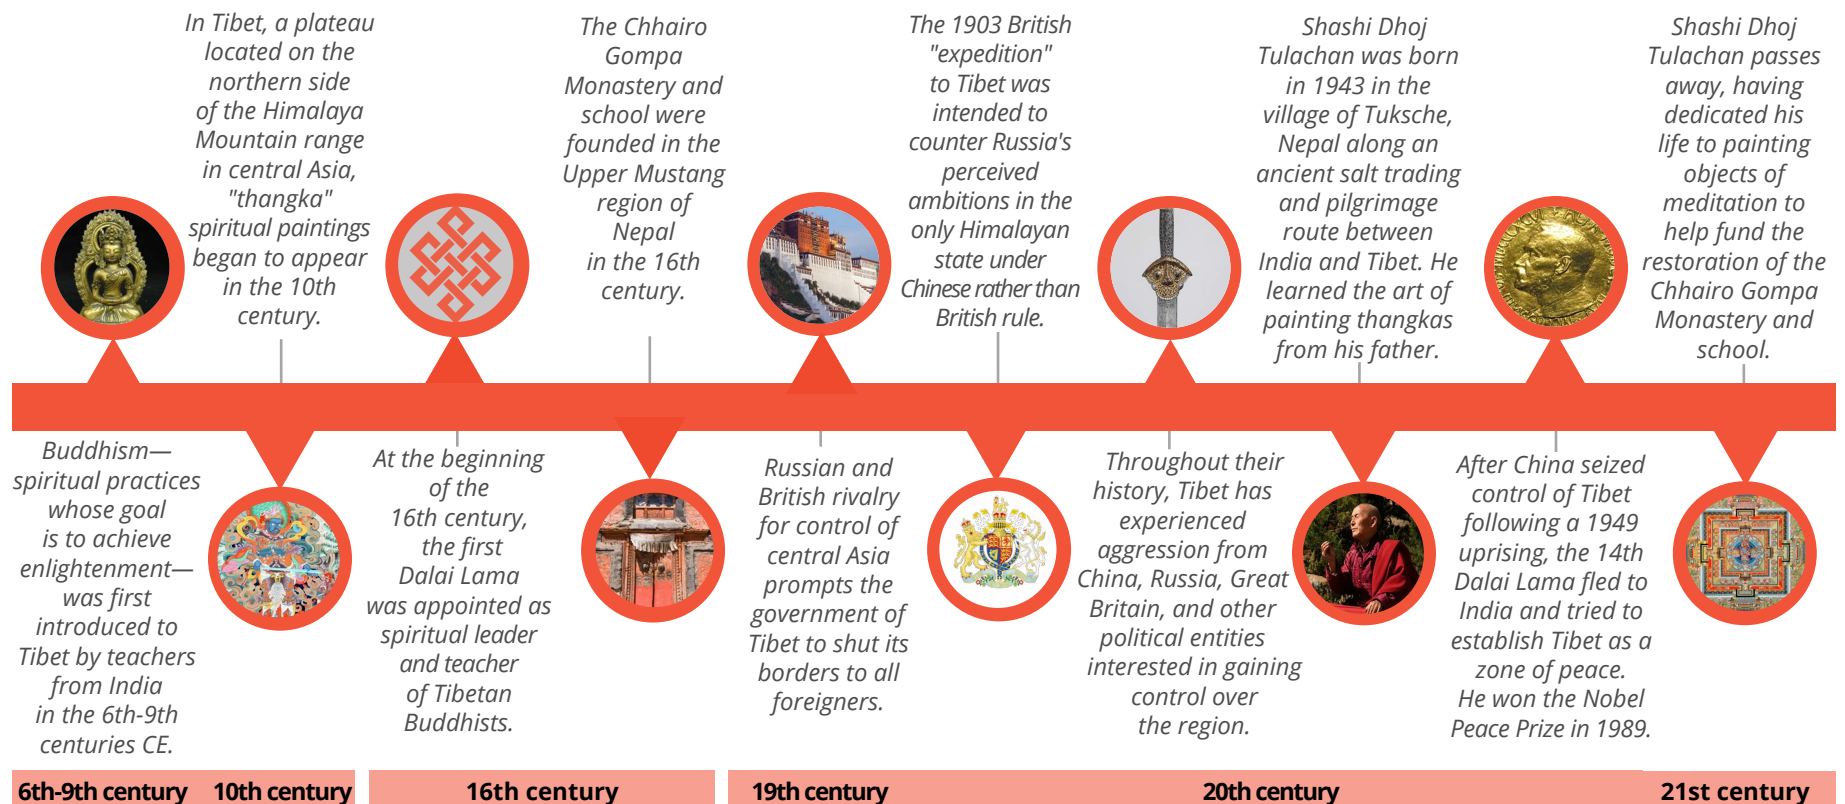 In Tibet, a plateau
located on the
northern side
of the Himalaya
Mountain range
in central Asia,
"thangka"
spiritual paintings
began to appear
in the 10th
century.
The Chhairo
Gompa
Monastery and
school were
founded in the
Upper Mustang
region of
Nepal
in the 16th
century.
The 1903 British
"expedition"
to Tibet was
intended to
counter Russia's
perceived
ambitions in the
only Himalayan
state under
Chinese rather than
British rule.
Shashi Dhoj
Tulachan was born
in 1943 in the
village of Tuksche,
Nepal along an
ancient salt trading
and pilgrimage
route between
India and Tibet. He
learned the art of
painting thangkas
from his father.
Shashi Dhoj
Tulachan passes
away, having
dedicated his
life to painting
objects of
meditation to
help fund the
restoration of the
Chhairo Gompa
Monastery and
school.
Buddhism—
spiritual practices
whose goal
is to achieve
enlightenment—
was first
introduced to
Tibet by teachers
from India
in the 6th-9th
centuries CE.
At the beginning
of the
16th century,
the first
Dalai Lama
was appointed as
spiritual leader
and teacher
of Tibetan
Buddhists.
Russian and
British rivalry
for control of
central Asia
prompts the
government of
Tibet to shut its
borders to all
foreigners.
Throughout their
history, Tibet has
experienced
aggression from
China, Russia, Great
Britain, and other
political entities
interested in gaining
control over
the region.
After China seized
control of Tibet
following a 1949
uprising, the 14th
Dalai Lama fled to
India and tried to
establish Tibet as a
zone of peace.
He won the Nobel
Peace Prize in 1989.
6th-9th century
10th century
16th century
19th century
20th century
21st century